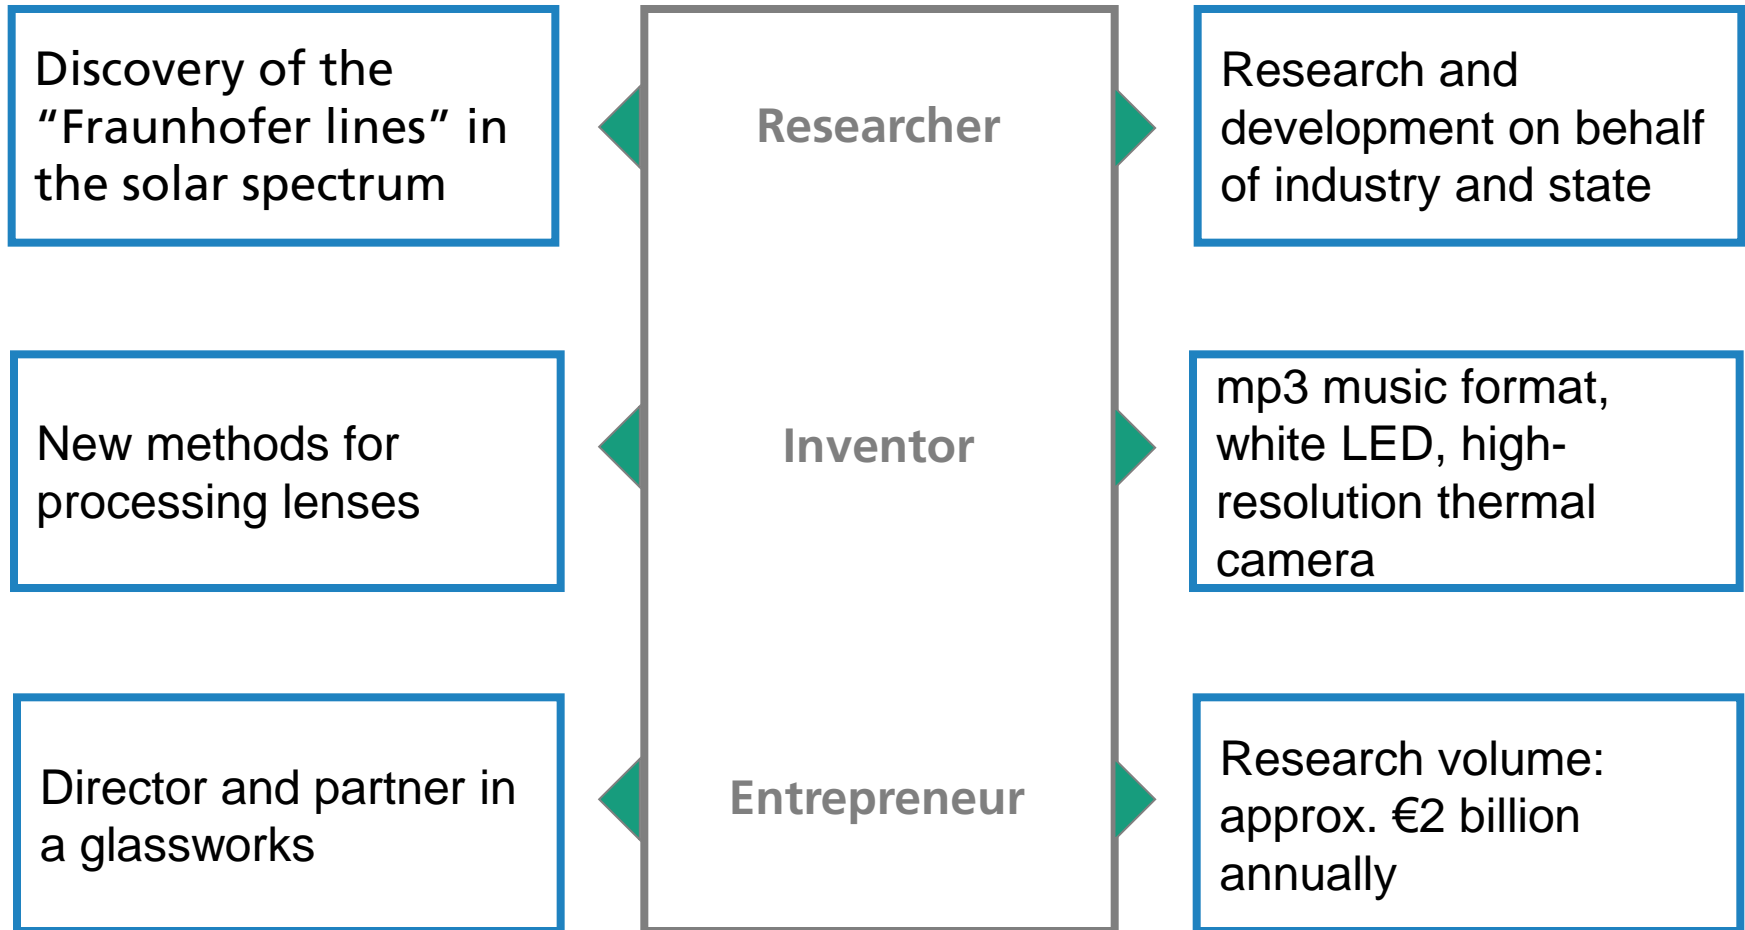 Discovery of the
“Fraunhofer lines” in
the solar spectrum
Researcher
Research and
development on behalf
of industry and state
New methods for
processing lenses
Inventor
mp3 music format,
white LED, high-
resolution thermal
camera
Director and partner in
a glassworks
Entrepreneur
Research volume:
approx. €2 billion
annually